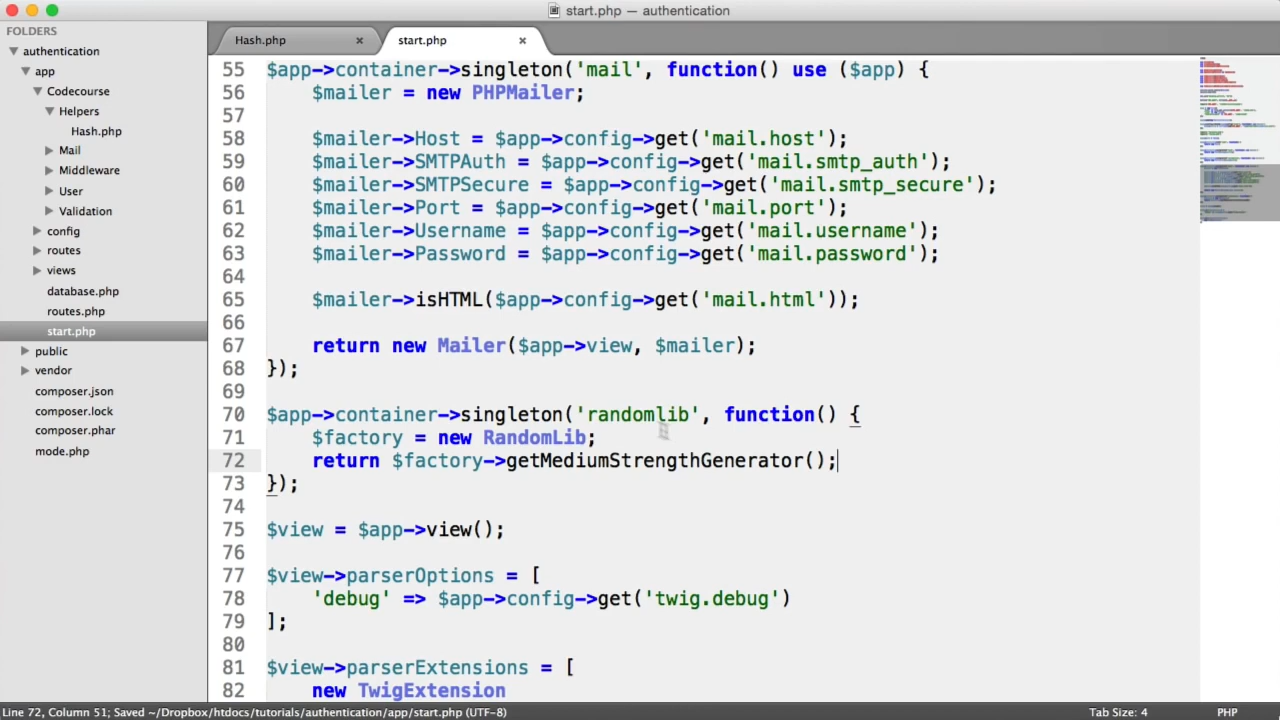 start.php — authentication
FOLDERS
authentication
app
Codecourse
Helpers
Hash.php
Mail
Middleware
User
Validation
config
routes
views
database.php
routes.php
start.php
public
vendor
composer.json
composer.lock
composer.phar
mode.php
Hash.php
start.php
55 $app->container->singleton('mail', function() use ($app) {
56     $mailer = new PHPMailer;
57
58     $mailer->Host = $app->config->get('mail.host');
59     $mailer->SMTPAuth = $app->config->get('mail.smtp_auth');
60     $mailer->SMTPSecure = $app->config->get('mail.smtp_secure');
61     $mailer->Port = $app->config->get('mail.port');
62     $mailer->Username = $app->config->get('mail.username');
63     $mailer->Password = $app->config->get('mail.password');
64
65     $mailer->isHTML($app->config->get('mail.html'));
66
67     return new Mailer($app->view, $mailer);
68 });
69
70 $app->container->singleton('randomlib', function() {
71     $factory = new RandomLib;
72     return $factory->getMediumStrengthGenerator();
73 });
74
75 $view = $app->view();
76
77 $view->parserOptions = [
78     'debug' => $app->config->get('twig.debug')
79 ];
80
81 $view->parserExtensions = [
82     new TwigExtension
Line 72, Column 51; Saved ~/Dropbox/htdocs/tutorials/authentication/app/start.php (UTF-8)
Tab Size: 4
PHP